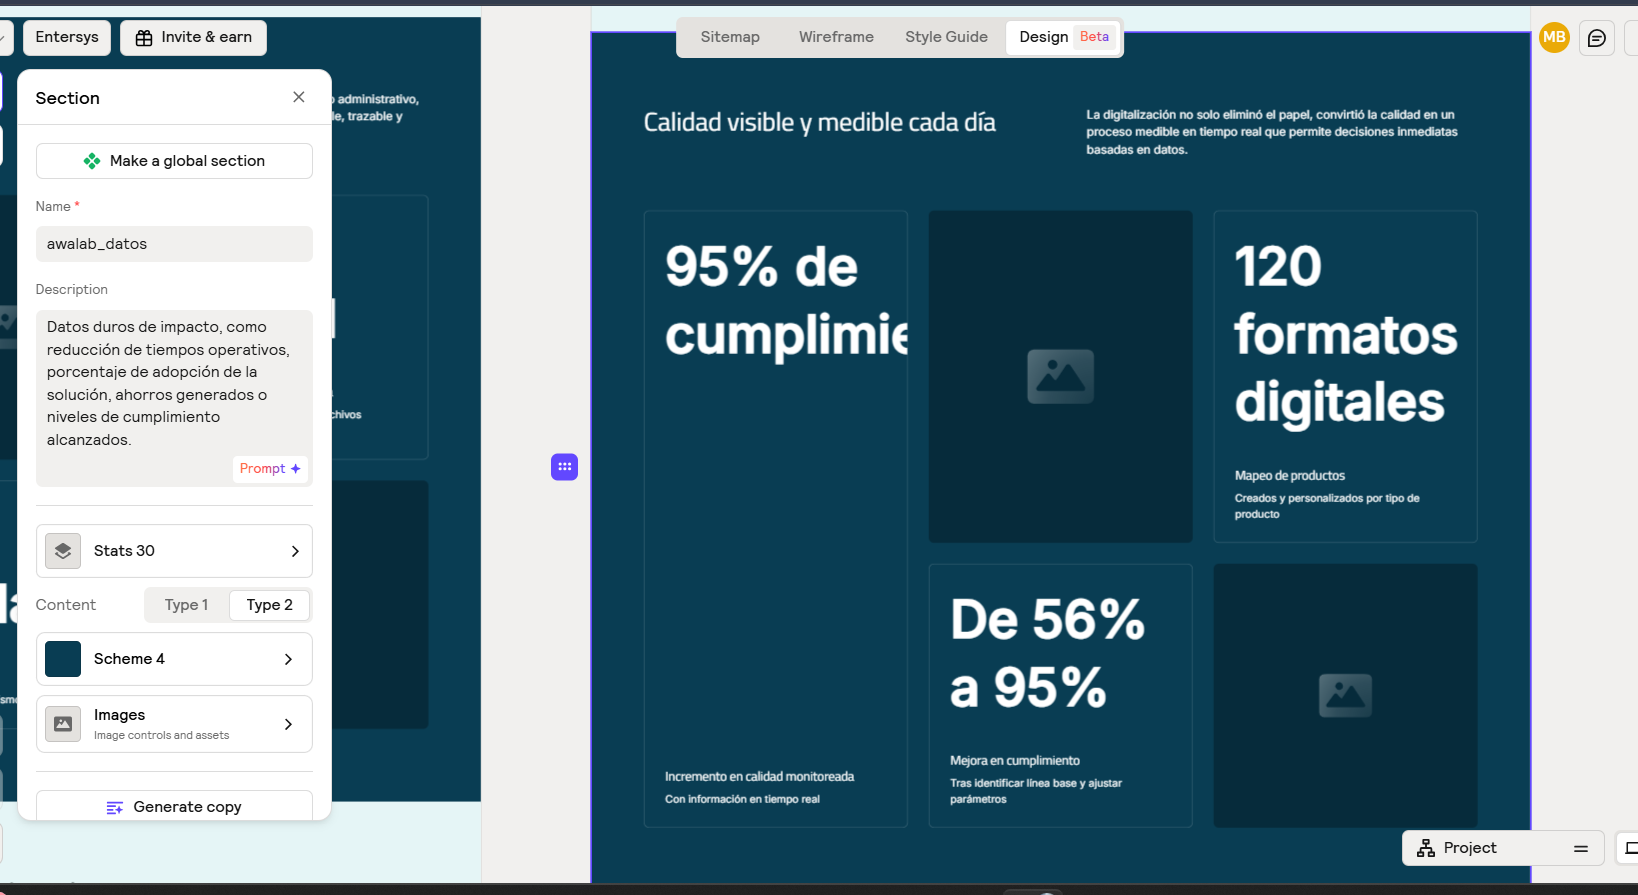 Entersys
Invite & earn
Sitemap
Wireframe
Style Guide
Design Beta
MB
Section
Make a global section
Name *
awalab_datos
Description
Datos duros de impacto, como
reducción de tiempos operativos,
porcentaje de adopción de la
solución, ahorros generados o
niveles de cumplimiento
alcanzados.
Prompt
Stats 30
Content
Type 1
Type 2
Scheme 4
Images
Image controls and assets
Generate copy
administrativo,
trazable y
chivos
Calidad visible y medible cada día
La digitalización no solo eliminó el papel, convirtió la calidad en un
proceso medible en tiempo real que permite decisiones inmediatas
basadas en datos.
95% de
cumplimie
Incremento en calidad monitoreada
Con información en tiempo real
120
formatos
digitales
Mapeo de productos
Creados y personalizados por tipo de
producto
De 56%
a 95%
Mejora en cumplimiento
Tras identificar línea base y ajustar
parámetros
Project